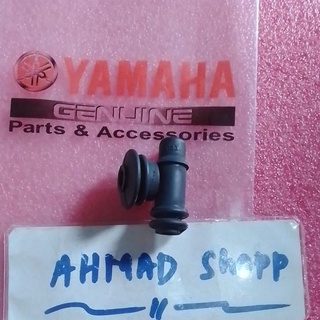 YAMAHA
GENUINE
Parts & Accessories
AHMAD SHOPP